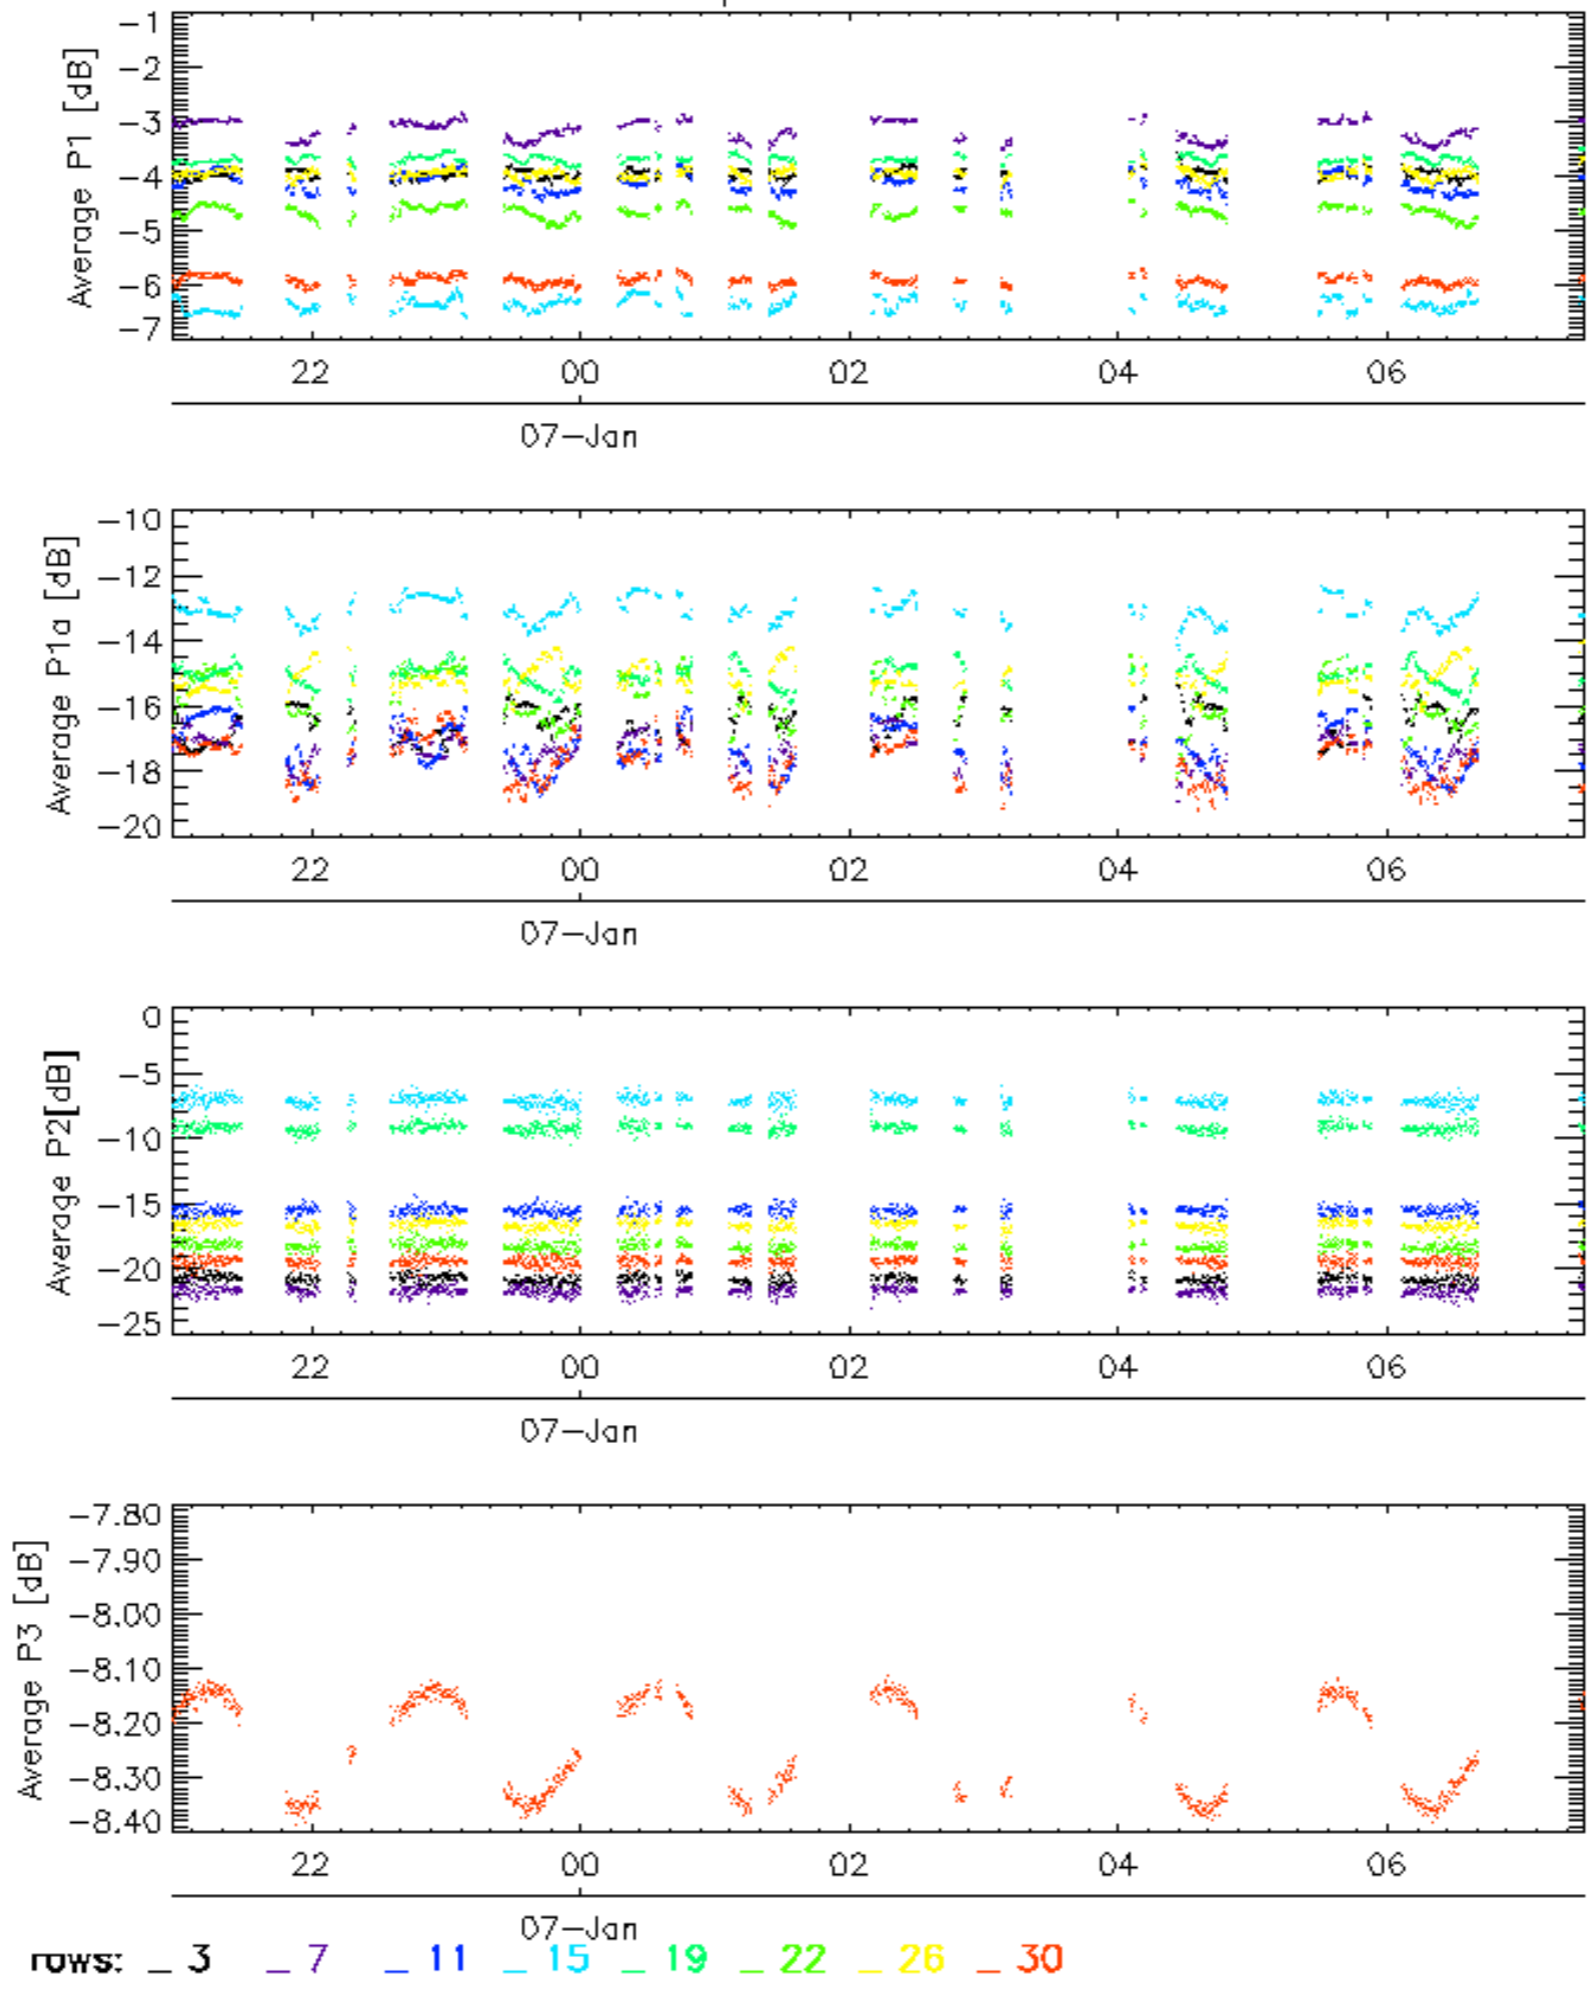 Average P1 [dB]
-1
-2
-3
-4
-5
-6
-7
22 00 02 04 06
07-Jan
Average P1a [dB]
-10
-12
-14
-16
-18
-20
22 00 02 04 06
07-Jan
Average P2[dB]
0
-5
-10
-15
-20
-25
22 00 02 04 06
07-Jan
Average P3 [dB]
-7.80
-7.90
-8.00
-8.10
-8.20
-8.30
-8.40
22 00 02 04 06
07-Jan
rows: _ 3 _ 7 _ 11 _ 15 _ 19 _ 22 _ 26 _ 30